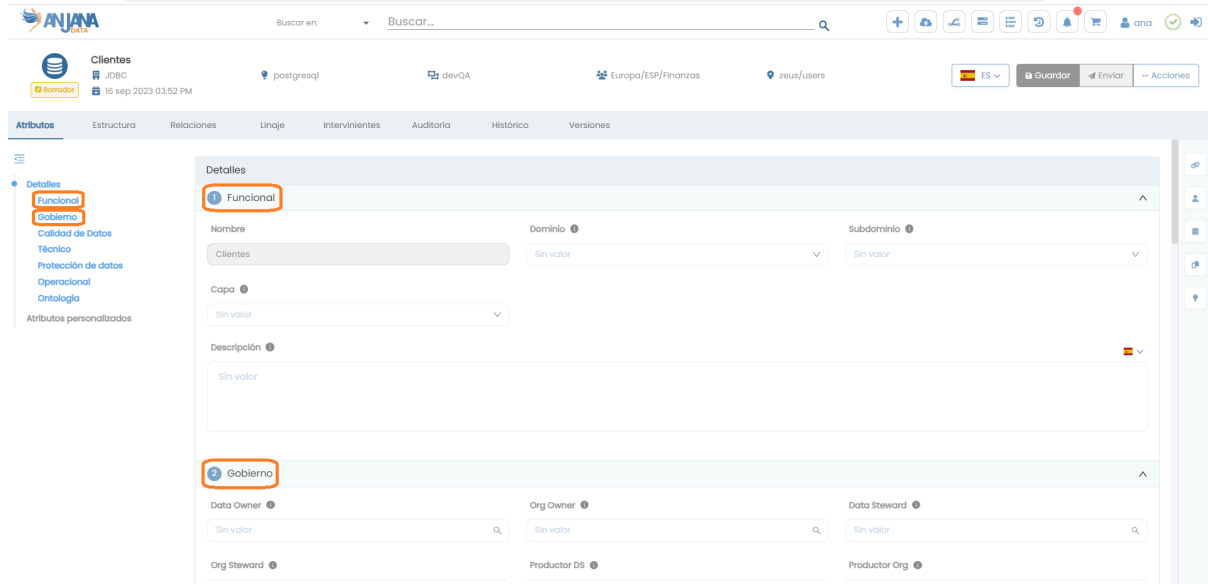 ANJANA DATA Buscar en: Buscar... ana
Clientes
JDBC postgresql devQA Europa/ESP/Finanzas zeus/users ES Guardar Enviar ··· Acciones
Borrador 16 sep 2023 03:52 PM
Atributos Estructura Relaciones Linaje Intervinientes Auditoría Histórico Versiones
Detalles
Funcional
Gobierno
Calidad de Datos
Técnico
Protección de datos
Operacional
Ontología
Atributos personalizados
Detalles
1 Funcional
Nombre Dominio Subdominio
Clientes Sin valor Sin valor
Capa
Sin valor
Descripción
Sin valor
2 Gobierno
Data Owner Org Owner Data Steward
Sin valor Sin valor Sin valor
Org Steward Productor DS Productor Org